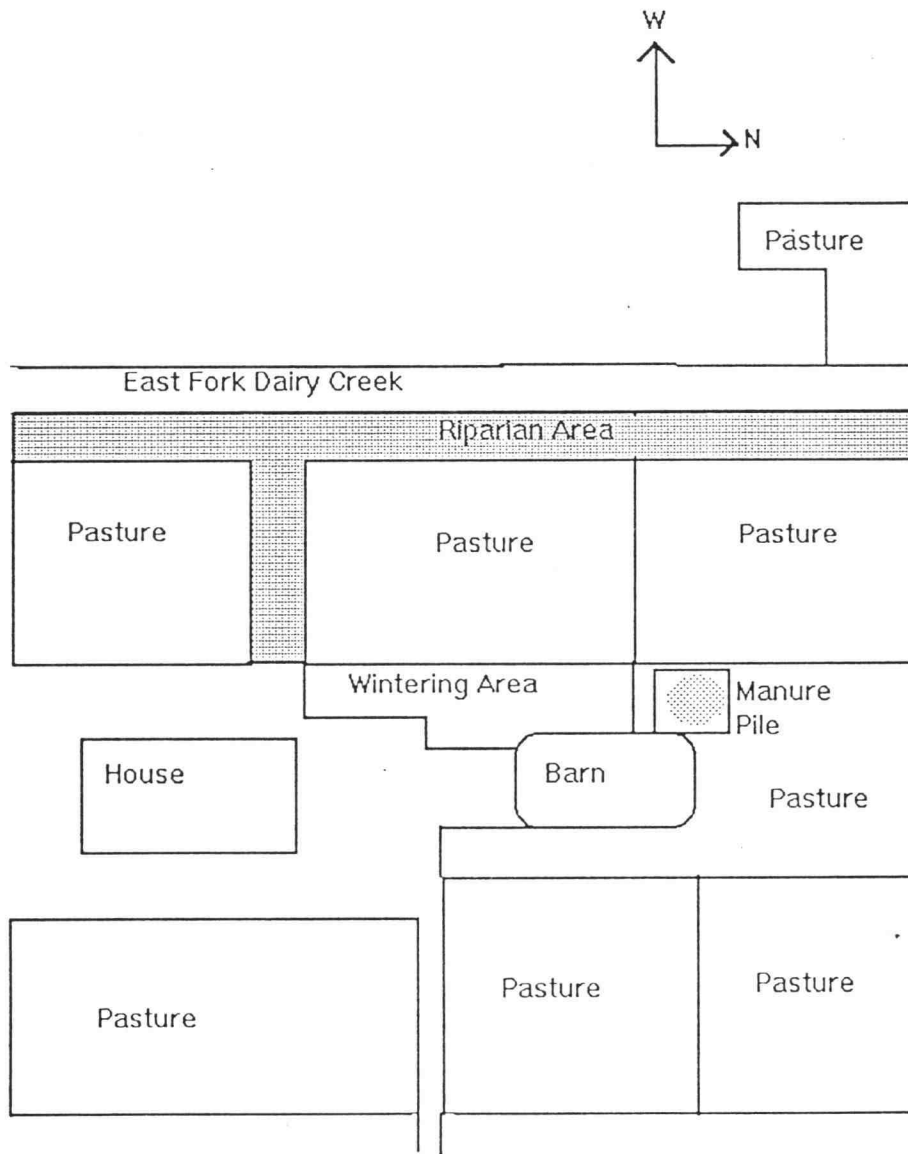 W
N
Pasture
East Fork Dairy Creek
Riparian Area
Pasture
Pasture
Pasture
Wintering Area
Manure
Pile
House
Barn
Pasture
Pasture
Pasture
Pasture